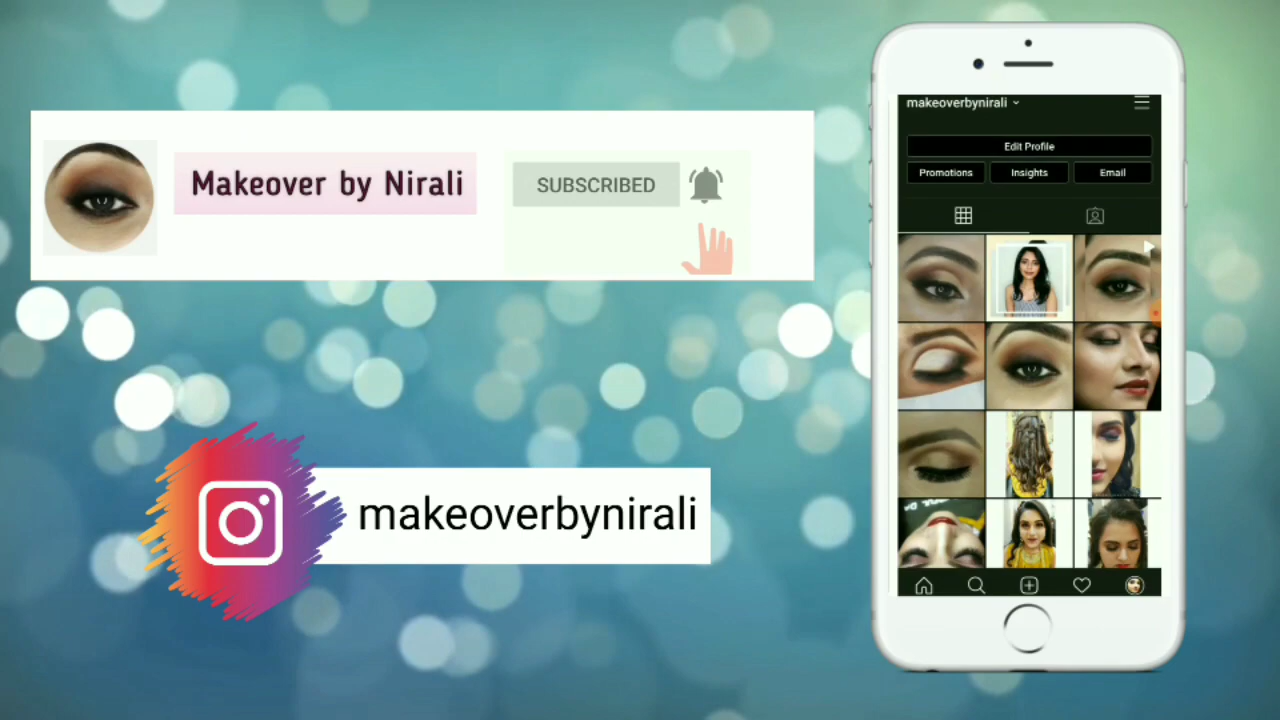 Makeover by Nirali
SUBSCRIBED
makeoverbynirali
makeoverbynirali
Edit Profile
Promotions
Insights
Email